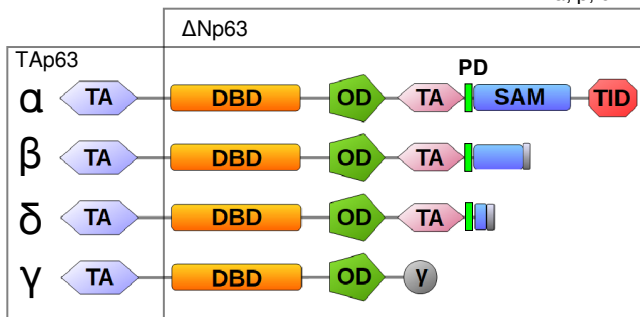 ΔNp63
TAp63
PD
α TA DBD OD TA SAM TID
β TA DBD OD TA
δ TA DBD OD TA
γ TA DBD OD γ